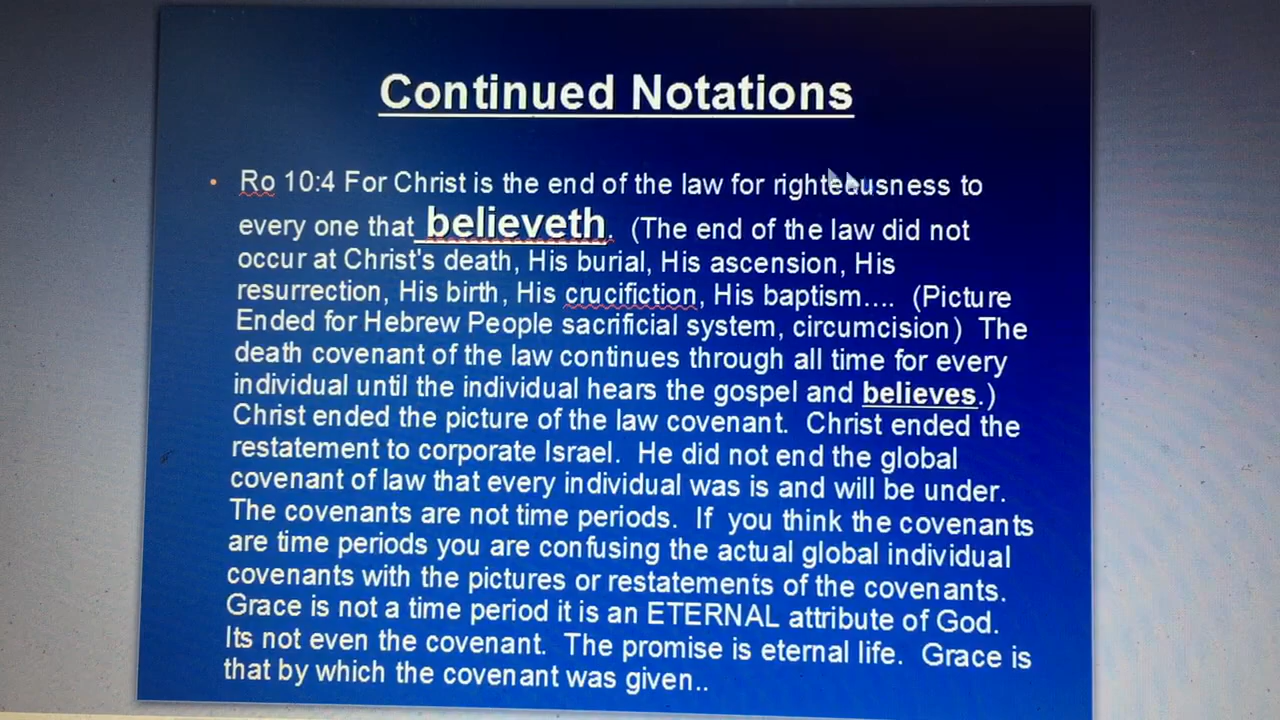 Continued Notations
• Ro 10:4 For Christ is the end of the law for righteausness to
every one that believeth. (The end of the law did not
occur at Christ's death, His burial, His ascension, His
resurrection, His birth, His crucifiction, His baptism.... (Picture
Ended for Hebrew People sacrificial system, circumcision) The
death covenant of the law continues through all time for every
individual until the individual hears the gospel and believes.)
Christ ended the picture of the law covenant. Christ ended the
restatement to corporate Israel. He did not end the global
covenant of law that every individual was is and will be under.
The covenants are not time periods. If you think the covenants
are time periods you are confusing the actual global individual
covenants with the pictures or restatements of the covenants.
Grace is not a time period it is an ETERNAL attribute of God.
Its not even the covenant. The promise is eternal life. Grace is
that by which the covenant was given..